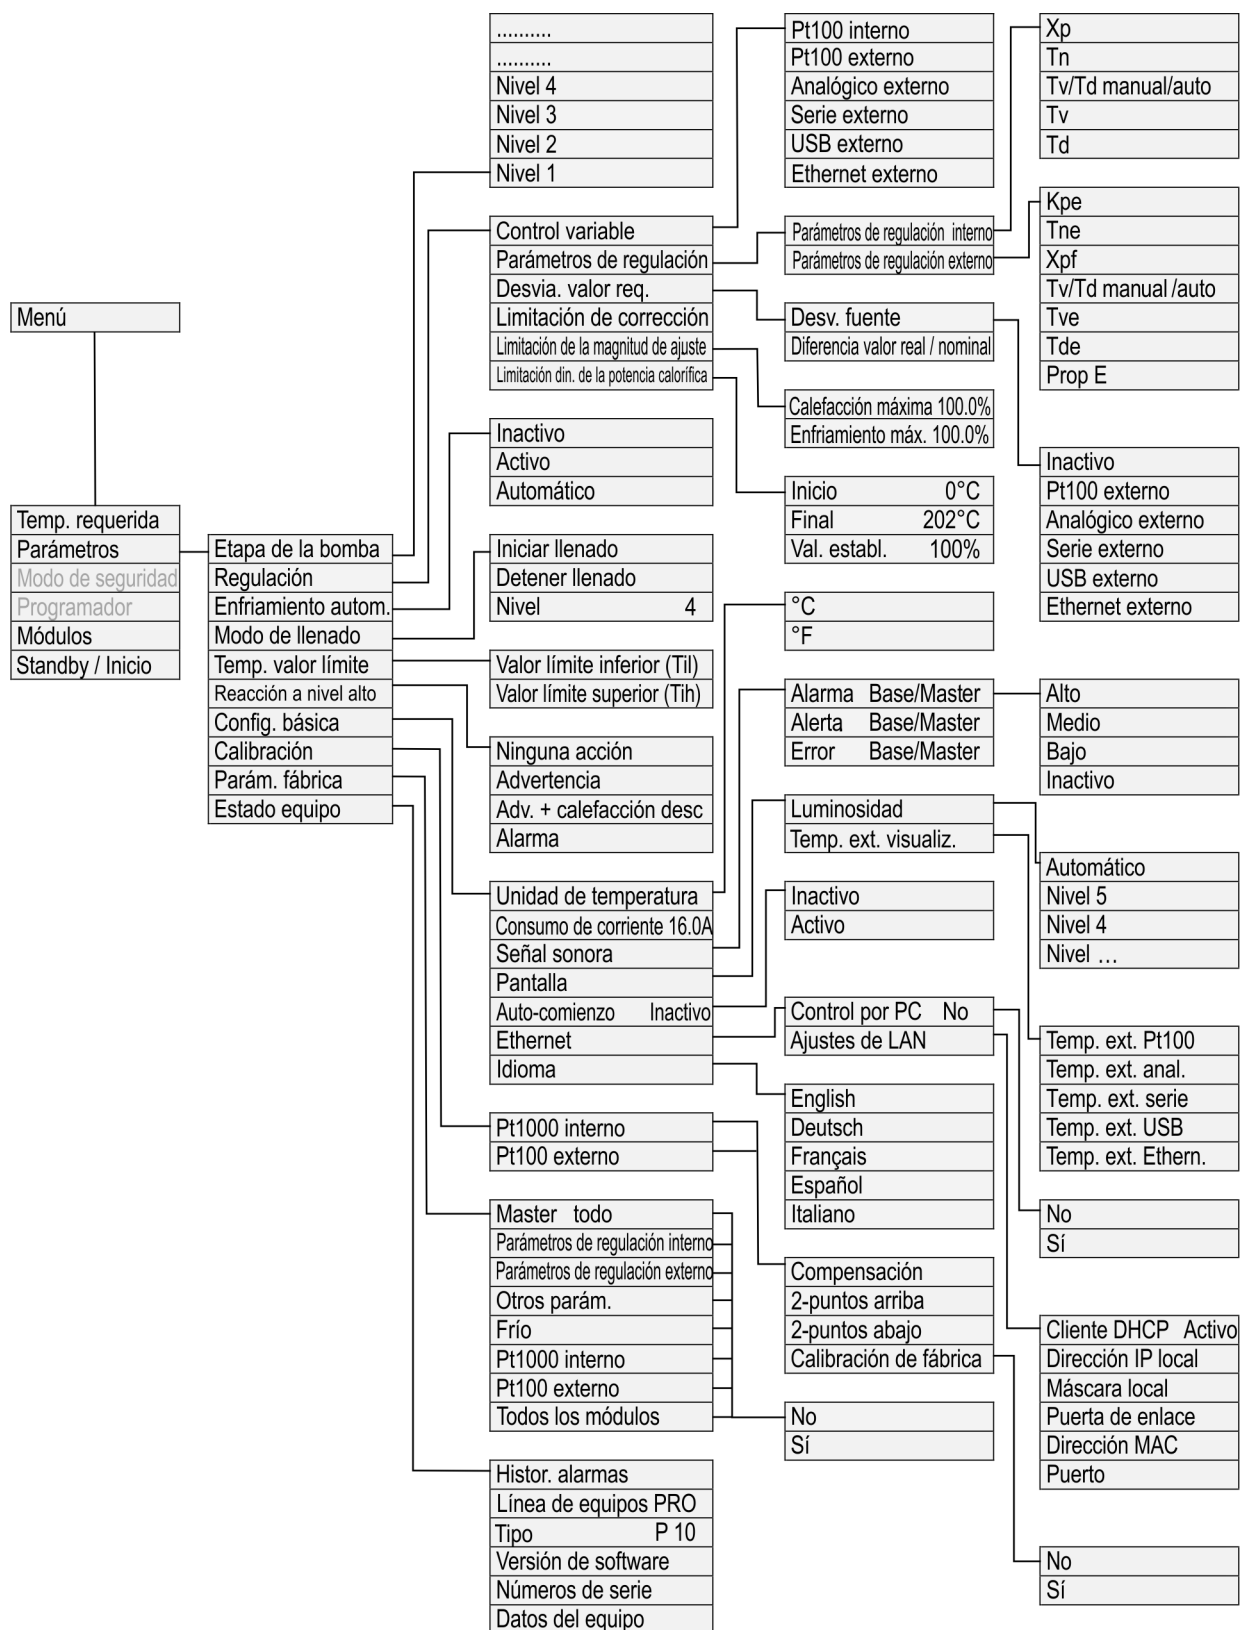 Menú
Temp. requerida
Parámetros
Modo de seguridad
Programador
Módulos
Standby / Inicio
Etapa de la bomba
Regulación
Enfriamiento autom.
Modo de llenado
Temp. valor límite
Reacción a nivel alto
Config. básica
Calibración
Parám. fábrica
Estado equipo
..........
..........
Nivel 4
Nivel 3
Nivel 2
Nivel 1
Control variable
Parámetros de regulación
Desvia. valor req.
Limitación de corrección
Limitación de la magnitud de ajuste
Limitación din. de la potencia calorífica
Inactivo
Activo
Automático
Iniciar llenado
Detener llenado
Nivel 4
Valor límite inferior (Til)
Valor límite superior (Tih)
Ninguna acción
Advertencia
Adv. + calefacción desc
Alarma
Unidad de temperatura
Consumo de corriente 16.0A
Señal sonora
Pantalla
Auto-comienzo Inactivo
Ethernet
Idioma
Pt1000 interno
Pt100 externo
Master todo
Parámetros de regulación interno
Parámetros de regulación externo
Otros parám.
Frío
Pt1000 interno
Pt100 externo
Todos los módulos
Histor. alarmas
Línea de equipos PRO
Tipo P 10
Versión de software
Números de serie
Datos del equipo
Pt100 interno
Pt100 externo
Analógico externo
Serie externo
USB externo
Ethernet externo
Parámetros de regulación interno
Parámetros de regulación externo
Desv. fuente
Diferencia valor real / nominal
Calefacción máxima 100.0%
Enfriamiento máx. 100.0%
Inicio 0°C
Final 202°C
Val. establ. 100%
°C
°F
Alarma Base/Master
Alerta Base/Master
Error Base/Master
Luminosidad
Temp. ext. visualiz.
Inactivo
Activo
Control por PC No
Ajustes de LAN
English
Deutsch
Français
Español
Italiano
Compensación
2-puntos arriba
2-puntos abajo
Calibración de fábrica
No
Sí
Xp
Tn
Tv/Td manual/auto
Tv
Td
Kpe
Tne
Xpf
Tv/Td manual /auto
Tve
Tde
Prop E
Inactivo
Pt100 externo
Analógico externo
Serie externo
USB externo
Ethernet externo
Alto
Medio
Bajo
Inactivo
Automático
Nivel 5
Nivel 4
Nivel ...
Temp. ext. Pt100
Temp. ext. anal.
Temp. ext. serie
Temp. ext. USB
Temp. ext. Ethern.
No
Sí
Cliente DHCP Activo
Dirección IP local
Máscara local
Puerta de enlace
Dirección MAC
Puerto
No
Sí